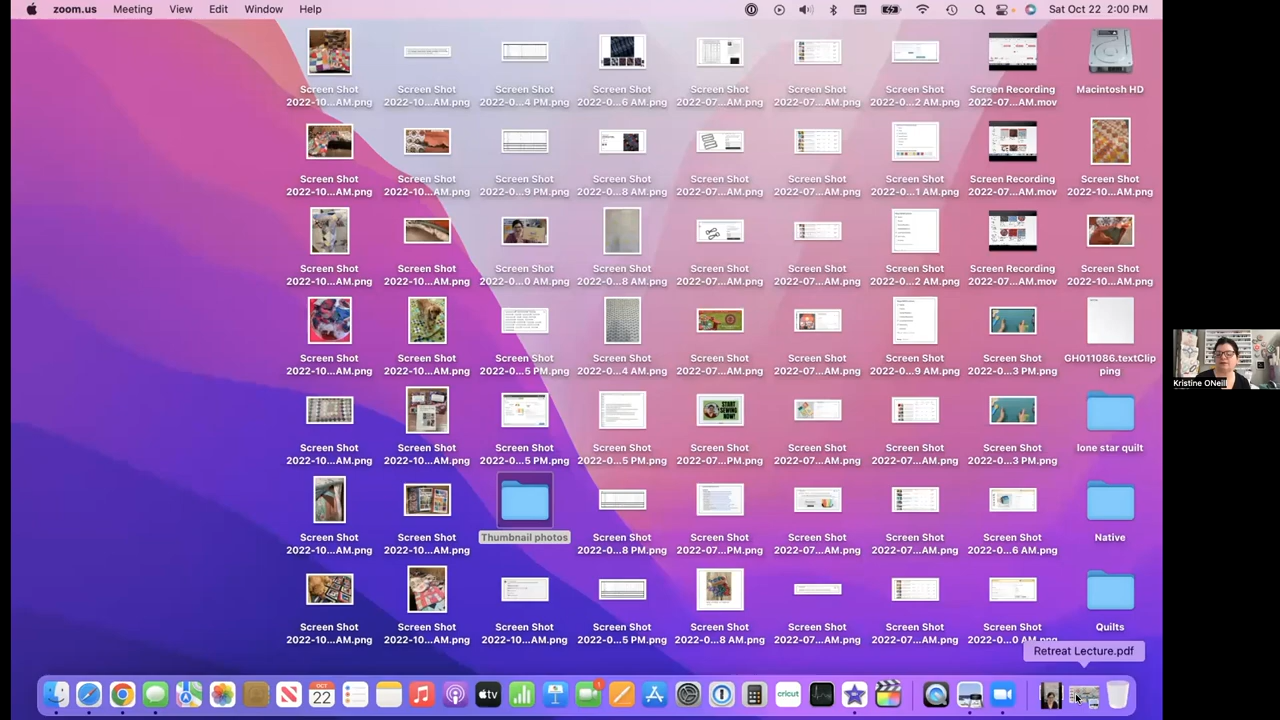 zoom.us Meeting View Edit Window Help Sat Oct 22 2:00 PM
Screen Shot Screen Shot Screen Shot Screen Shot Screen Shot Screen Shot Screen Shot Screen Recording Macintosh HD
2022-10...AM.png 2022-10...AM.png 2022-0...4 PM.png 2022-0...6 AM.png 2022-07...AM.png 2022-07...AM.png 2022-0...2 AM.png 2022-07...AM.mov
Screen Shot Screen Shot Screen Shot Screen Shot Screen Shot Screen Shot Screen Shot Screen Recording Screen Shot
2022-10...AM.png 2022-10...AM.png 2022-0...9 PM.png 2022-0...8 AM.png 2022-07...AM.png 2022-07...AM.png 2022-0...1 AM.png 2022-07...AM.mov 2022-10...AM.png
Screen Shot Screen Shot Screen Shot Screen Shot Screen Shot Screen Shot Screen Shot Screen Recording Screen Shot
2022-10...AM.png 2022-10...AM.png 2022-0...0 AM.png 2022-0...8 AM.png 2022-07...AM.png 2022-07...AM.png 2022-0...2 AM.png 2022-07...AM.mov 2022-10...AM.png
Screen Shot Screen Shot Screen Shot Screen Shot Screen Shot Screen Shot Screen Shot Screen Shot GH011086.textClip
2022-10...AM.png 2022-10...AM.png 2022-0...5 PM.png 2022-0...4 AM.png 2022-07...AM.png 2022-07...AM.png 2022-0...9 AM.png 2022-0...3 PM.png ping
Kristine ONeill
START
SEWING
Screen Shot Screen Shot Screen Shot Screen Shot Screen Shot Screen Shot Screen Shot Screen Shot lone star quilt
2022-10...AM.png 2022-10...AM.png 2022-0...5 PM.png 2022-0...5 PM.png 2022-07...PM.png 2022-07...AM.png 2022-07...AM.png 2022-0...3 PM.png
Screen Shot Screen Shot Thumbnail photos Screen Shot Screen Shot Screen Shot Screen Shot Screen Shot Native
2022-10...AM.png 2022-10...AM.png 2022-0...8 PM.png 2022-07...PM.png 2022-07...AM.png 2022-07...AM.png 2022-0...6 AM.png
Screen Shot Screen Shot Screen Shot Screen Shot Screen Shot Screen Shot Screen Shot Screen Shot Quilts
2022-10...AM.png 2022-10...AM.png 2022-10...AM.png 2022-0...5 PM.png 2022-0...8 AM.png 2022-07...AM.png 2022-07...AM.png 2022-0...0 AM.png
Retreat Lecture.pdf
OCT
22 tv 1 cricut